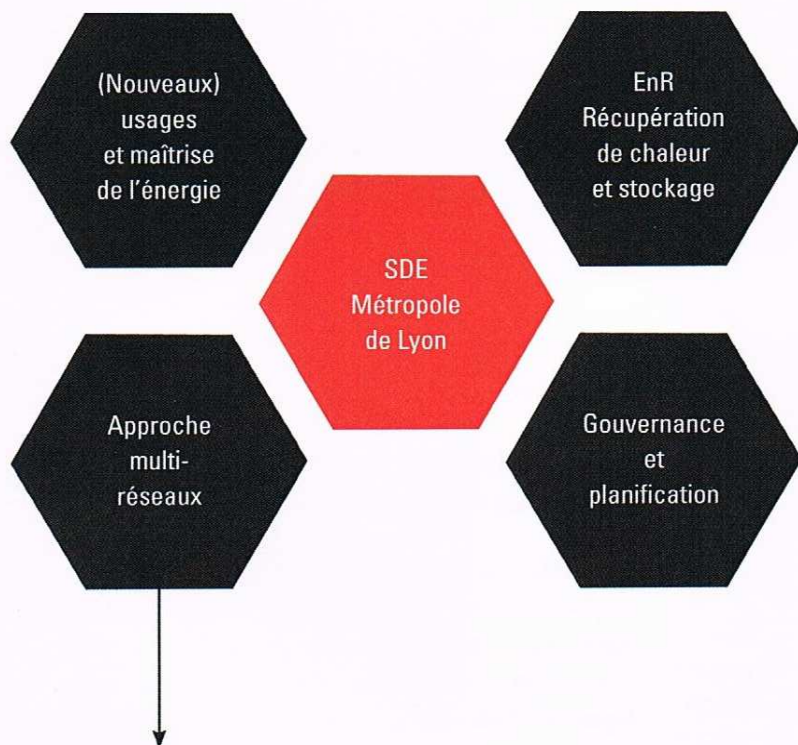 (Nouveaux)
usages
et maîtrise
de l'énergie
EnR
Récupération
de chaleur
et stockage
SDE
Métropole
de Lyon
Approche
multi-
réseaux
Gouvernance
et
planification